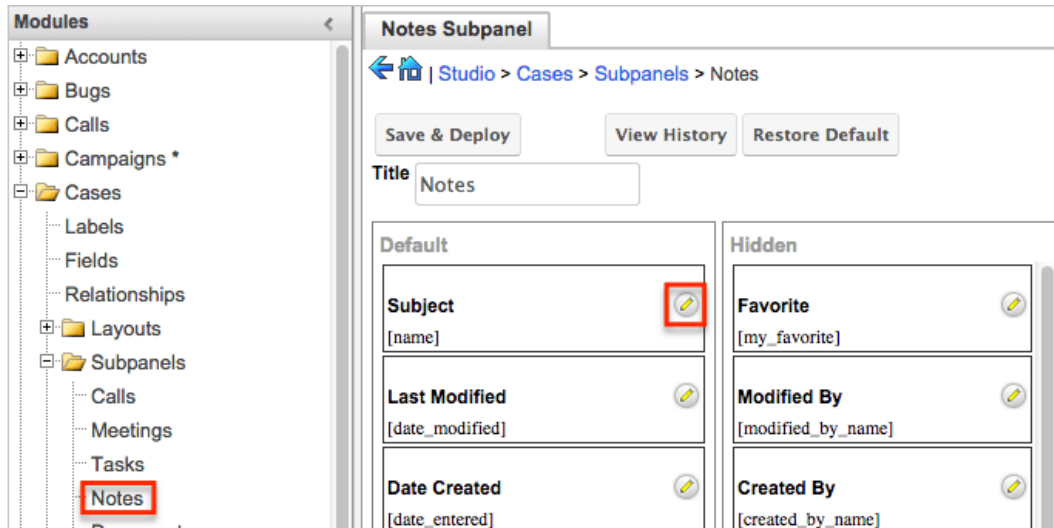 Modules
Accounts
Bugs
Calls
Campaigns *
Cases
Labels
Fields
Relationships
Layouts
Subpanels
Calls
Meetings
Tasks
Notes
Notes Subpanel
| Studio > Cases > Subpanels > Notes
Save & Deploy View History Restore Default
Title Notes
Default
Subject
[name]
Last Modified
[date_modified]
Date Created
[date_entered]
Hidden
Favorite
[my_favorite]
Modified By
[modified_by_name]
Created By
[created_by_name]